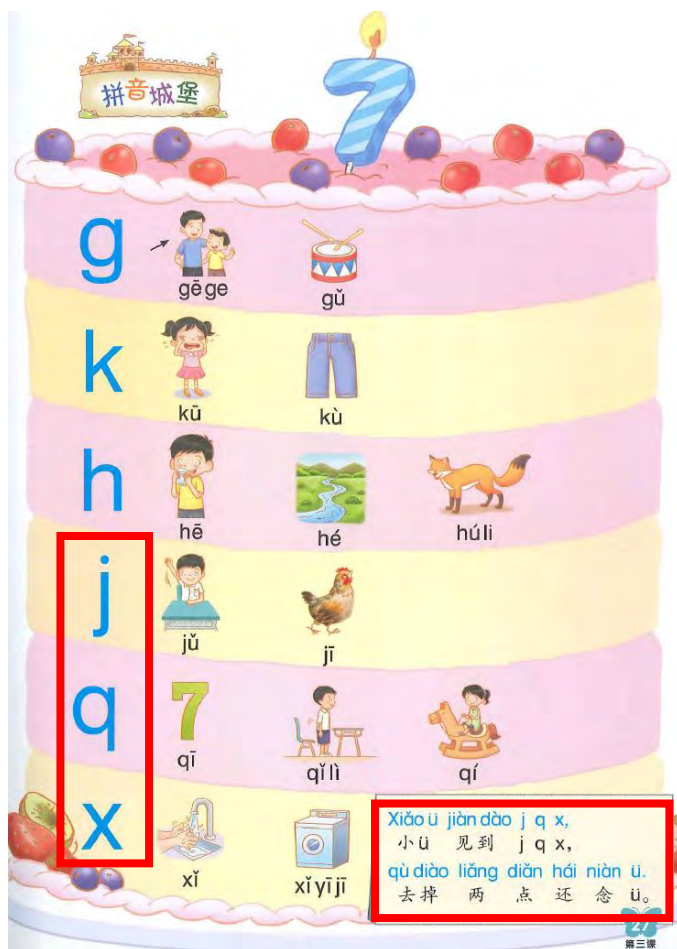 拼音城堡
7
g
gēge
gǔ
k
kū
kù
h
hē
hé
húli
j
jǔ
jī
q
7
qī
qǐlì
qí
x
xǐ
xǐyījī
Xiǎo ü jiàn dào j q x,
小 ü 见到 j q x,
qù diào liǎng diǎn hái niàn ü.
去掉 两 点 还 念 ü。
27
第三课